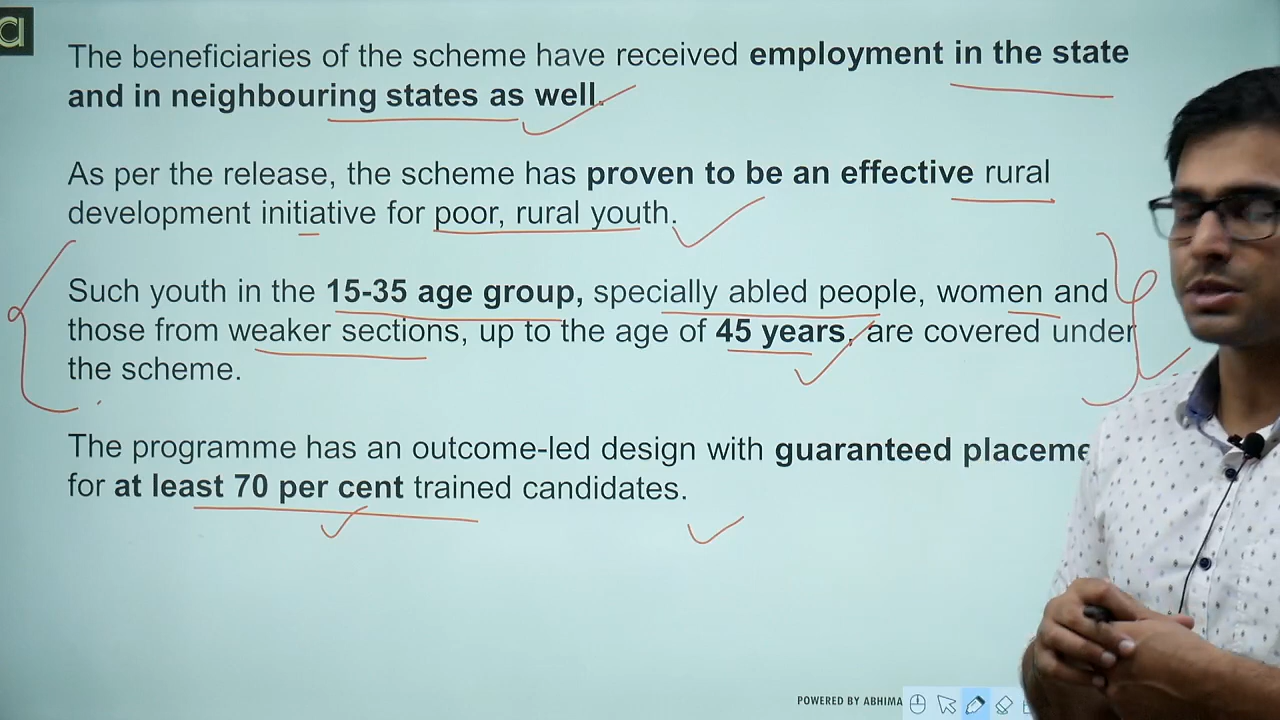 The beneficiaries of the scheme have received employment in the state
and in neighbouring states as well.
As per the release, the scheme has proven to be an effective rural
development initiative for poor, rural youth.
Such youth in the 15-35 age group, specially abled people, women and
those from weaker sections, up to the age of 45 years, are covered under
the scheme.
The programme has an outcome-led design with guaranteed placeme
for at least 70 per cent trained candidates.
POWERED BY ABHIMA